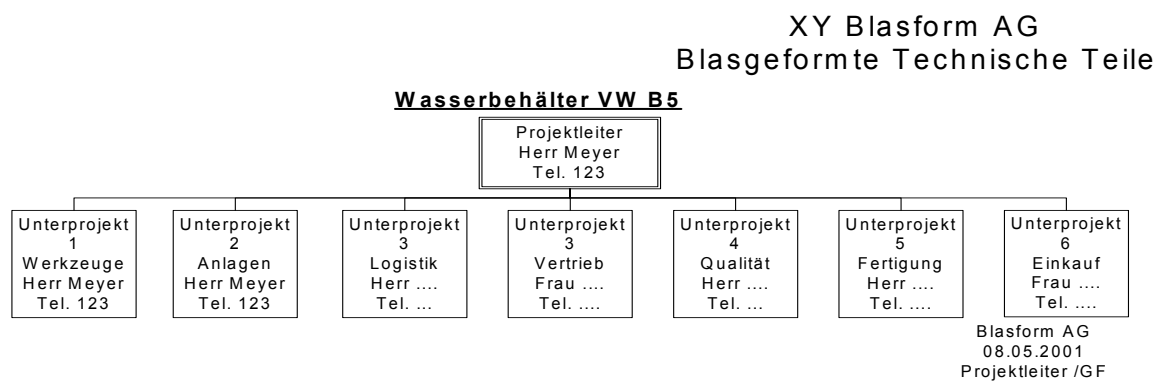 XY Blasform AG
Blasgeformte Technische Teile
Wasserbehälter VW B5
Projektleiter
Herr Meyer
Tel. 123
Unterprojekt
1
Werkzeuge
Herr Meyer
Tel. 123
Unterprojekt
2
Anlagen
Herr Meyer
Tel. 123
Unterprojekt
3
Logistik
Herr ....
Tel. ...
Unterprojekt
3
Vertrieb
Frau ....
Tel. ....
Unterprojekt
4
Qualität
Herr ....
Tel. ...
Unterprojekt
5
Fertigung
Herr ....
Tel. ....
Unterprojekt
6
Einkauf
Frau ....
Tel. ....
Blasform AG
08.05.2001
Projektleiter /GF